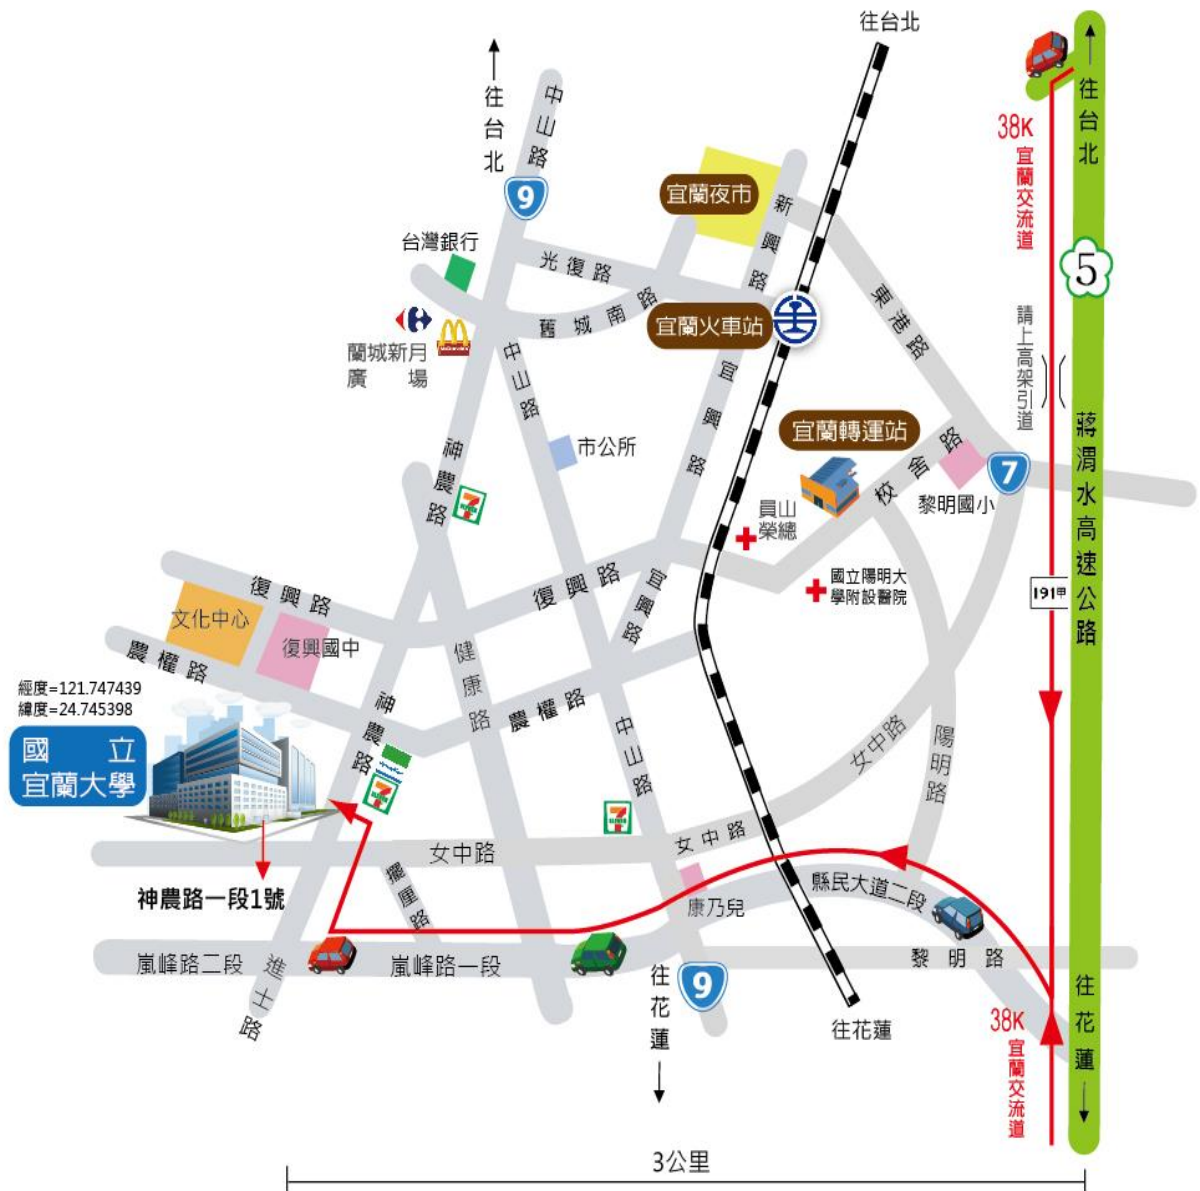 往台北
往台北
中山路
9
往台北
38K
宜蘭交流道
宜蘭夜市
新興路
台灣銀行
光復路
5
東港路
舊城南路
宜蘭火車站
請上高架引道
蘭城新月
廣場
McDonald's
中山路
宜興路
宜蘭轉運站
蔣渭水高速公路
市公所
神農路
校舍路
7
黎明國小
7
ELEVEN
員山
榮總
復興路
復興路
宜興路
國立陽明大
學附設醫院
191甲
文化中心
復興國中
農權路
健康路
經度=121.747439
緯度=24.745398
神農路
農權路
中山路
女中路
陽明路
國立
宜蘭大學
7
ELEVEN
7
ELEVEN
女中路
女中路
擺厘路
神農路一段1號
康乃兒
縣民大道二段
嵐峰路二段
進士路
嵐峰路一段
黎明路
往花蓮
9
往花蓮
往花蓮
38K
宜蘭交流道
3公里